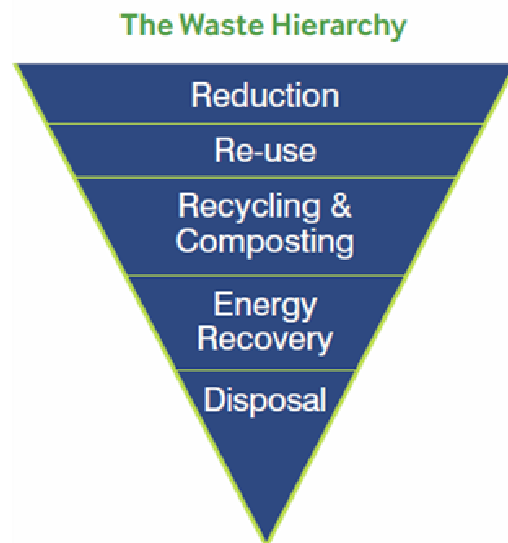 The Waste Hierarchy
Reduction
Re-use
Recycling &
Composting
Energy
Recovery
Disposal